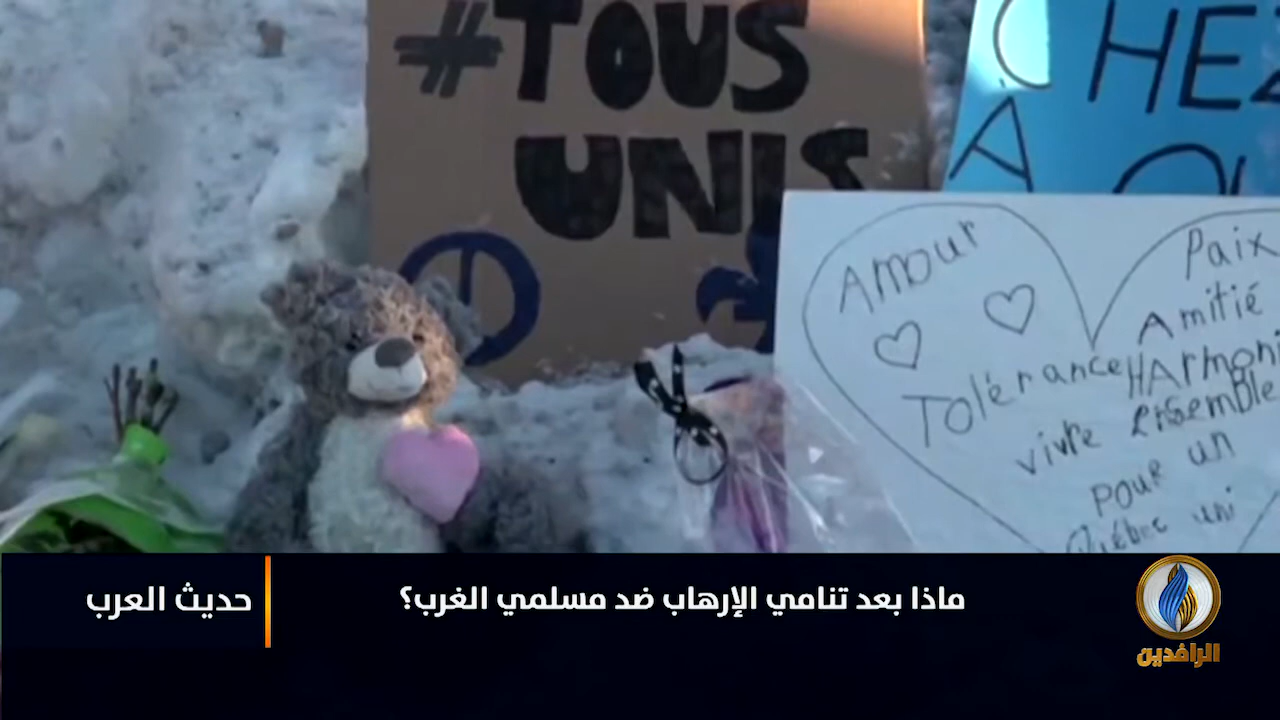 #TOUS
UNIS
CHEZ
À
Amour
Paix
Amitié
Tolérance
HArmoni
vivre ensemble
pour un
Québec uni
ماذا بعد تنامي الإرهاب ضد مسلمي الغرب؟
حديث العرب
الرافدين